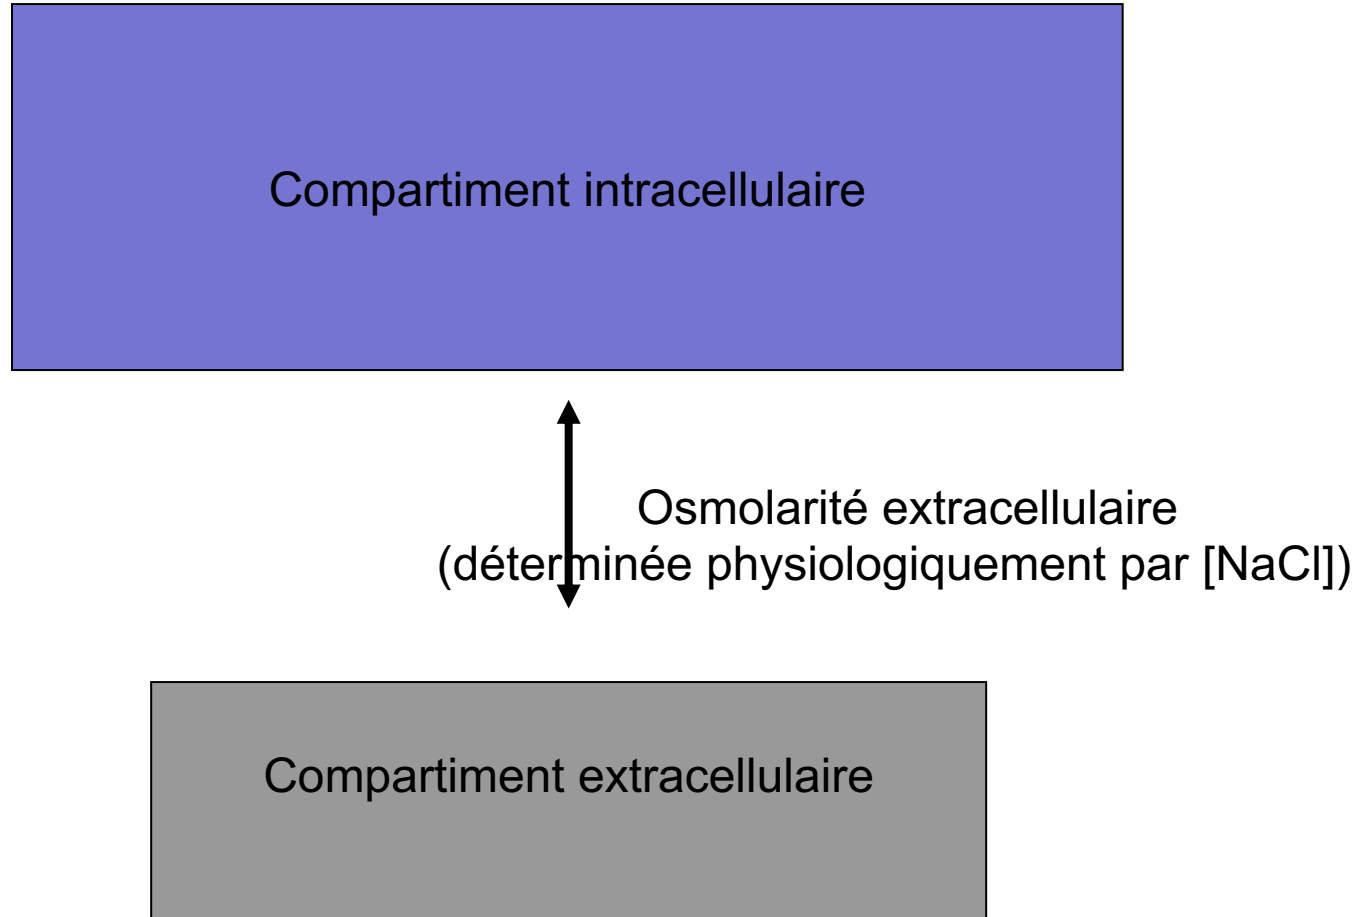 Compartiment intracellulaire
Osmolarité extracellulaire
(déterminée physiologiquement par [NaCl])
Compartiment extracellulaire